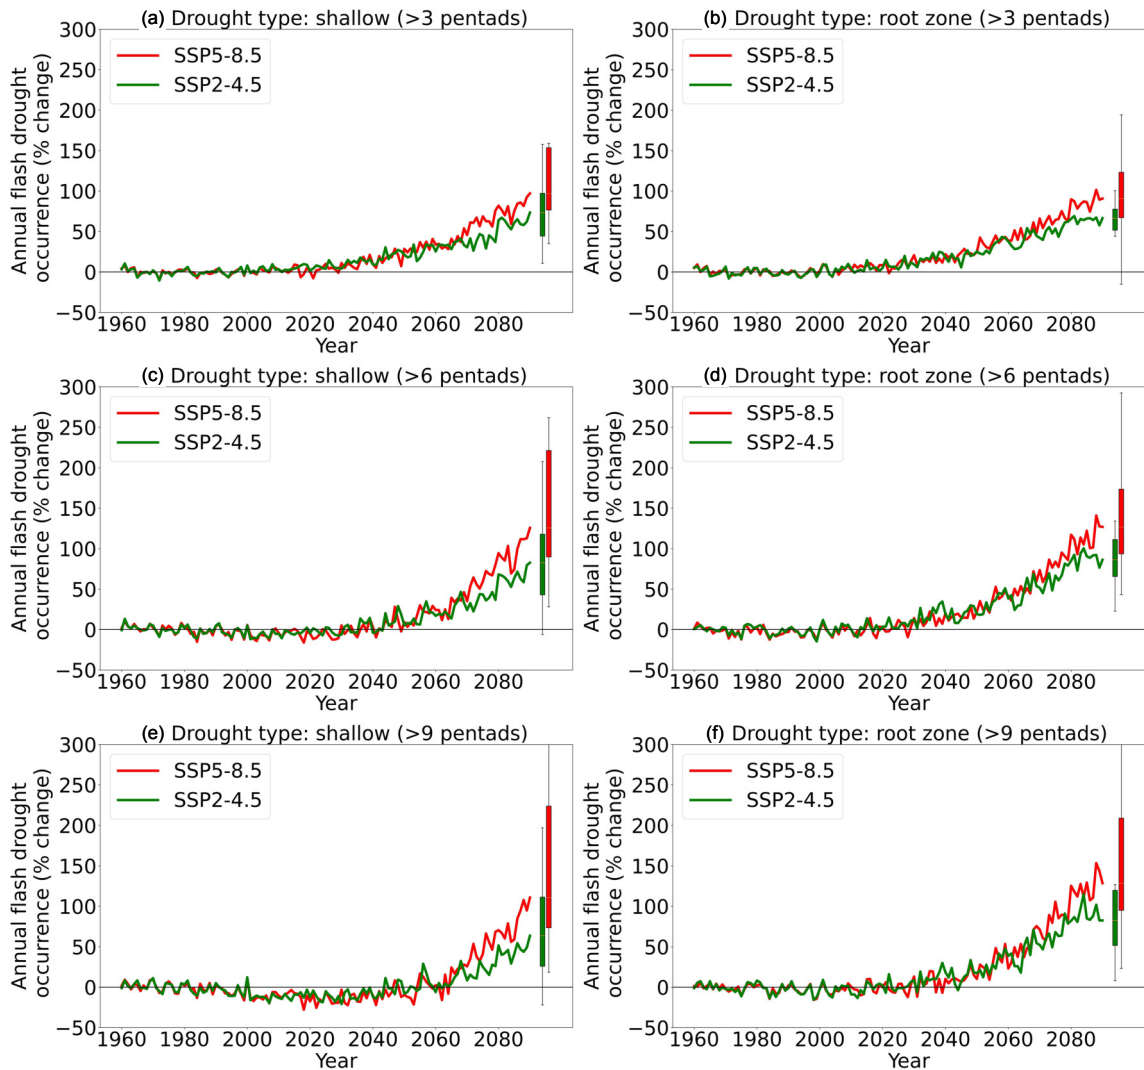 (a) Drought type: shallow (>3 pentads)
300
250
200
150
100
50
0
−50
Annual flash drought
occurrence (% change)
SSP5-8.5
SSP2-4.5
1960 1980 2000 2020 2040 2060 2080
Year
(b) Drought type: root zone (>3 pentads)
300
250
200
150
100
50
0
−50
Annual flash drought
occurrence (% change)
SSP5-8.5
SSP2-4.5
1960 1980 2000 2020 2040 2060 2080
Year
(c) Drought type: shallow (>6 pentads)
300
250
200
150
100
50
0
−50
Annual flash drought
occurrence (% change)
SSP5-8.5
SSP2-4.5
1960 1980 2000 2020 2040 2060 2080
Year
(d) Drought type: root zone (>6 pentads)
300
250
200
150
100
50
0
−50
Annual flash drought
occurrence (% change)
SSP5-8.5
SSP2-4.5
1960 1980 2000 2020 2040 2060 2080
Year
(e) Drought type: shallow (>9 pentads)
300
250
200
150
100
50
0
−50
Annual flash drought
occurrence (% change)
SSP5-8.5
SSP2-4.5
1960 1980 2000 2020 2040 2060 2080
Year
(f) Drought type: root zone (>9 pentads)
300
250
200
150
100
50
0
−50
Annual flash drought
occurrence (% change)
SSP5-8.5
SSP2-4.5
1960 1980 2000 2020 2040 2060 2080
Year